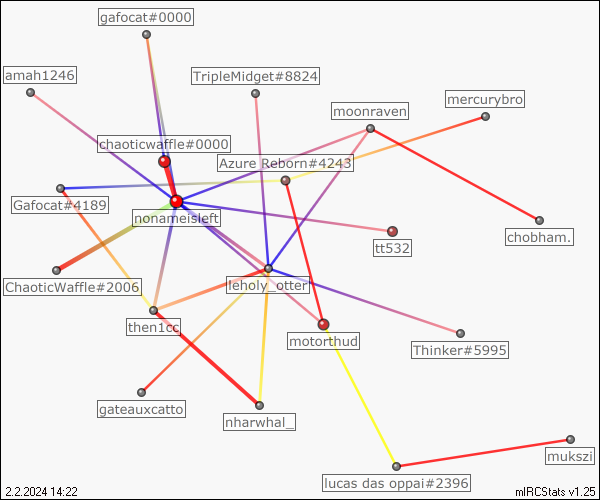 gafocat#0000
amah1246
TripleMidget#8824
mercurybro
moonraven
chaoticwaffle#0000
Azure Reborn#4243
Gafocat#4189
nonameisleft
chobham.
tt532
ChaoticWaffle#2006
leholy_otter
then1cc
motorthud
Thinker#5995
gateauxcatto
nharwhal_
mukszi
lucas das oppai#2396
2.2.2024 14:22
mIRCStats v1.25